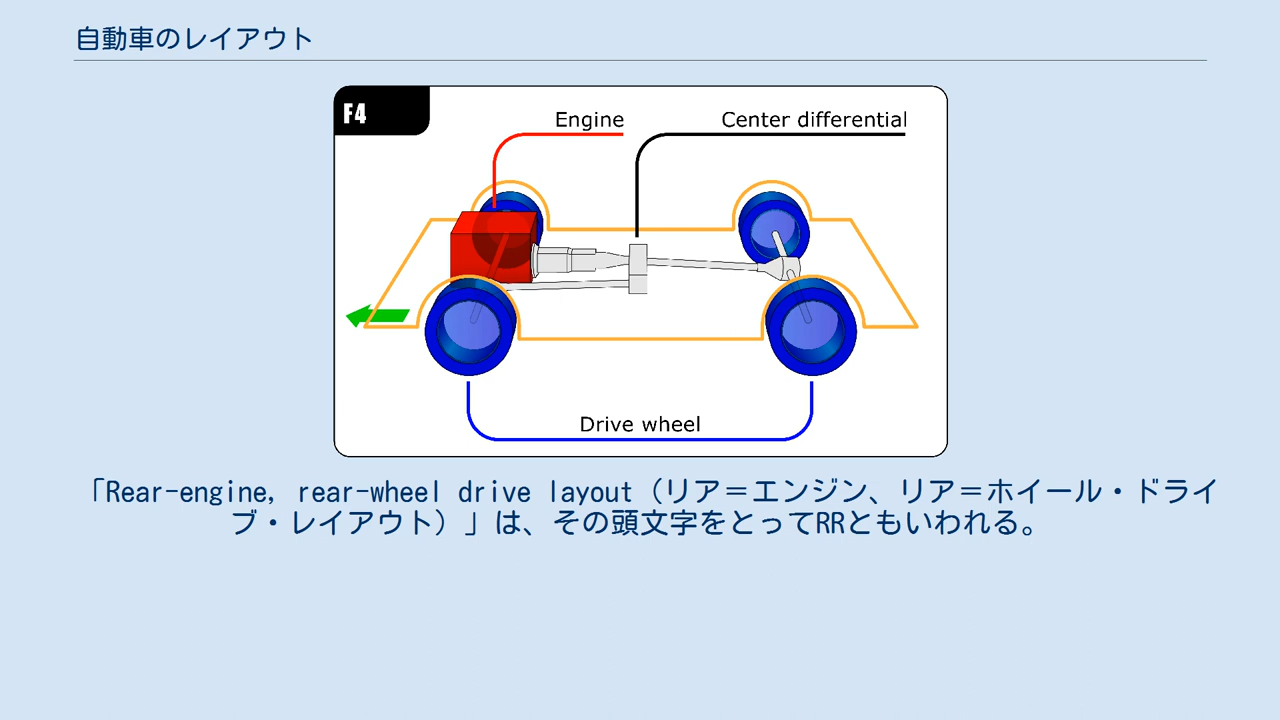 自動車のレイアウト
F4
Engine
Center differential
Drive wheel
「Rear-engine, rear-wheel drive layout（リア＝エンジン、リア＝ホイール・ドライ
ブ・レイアウト）」は、その頭文字をとってRRともいわれる。